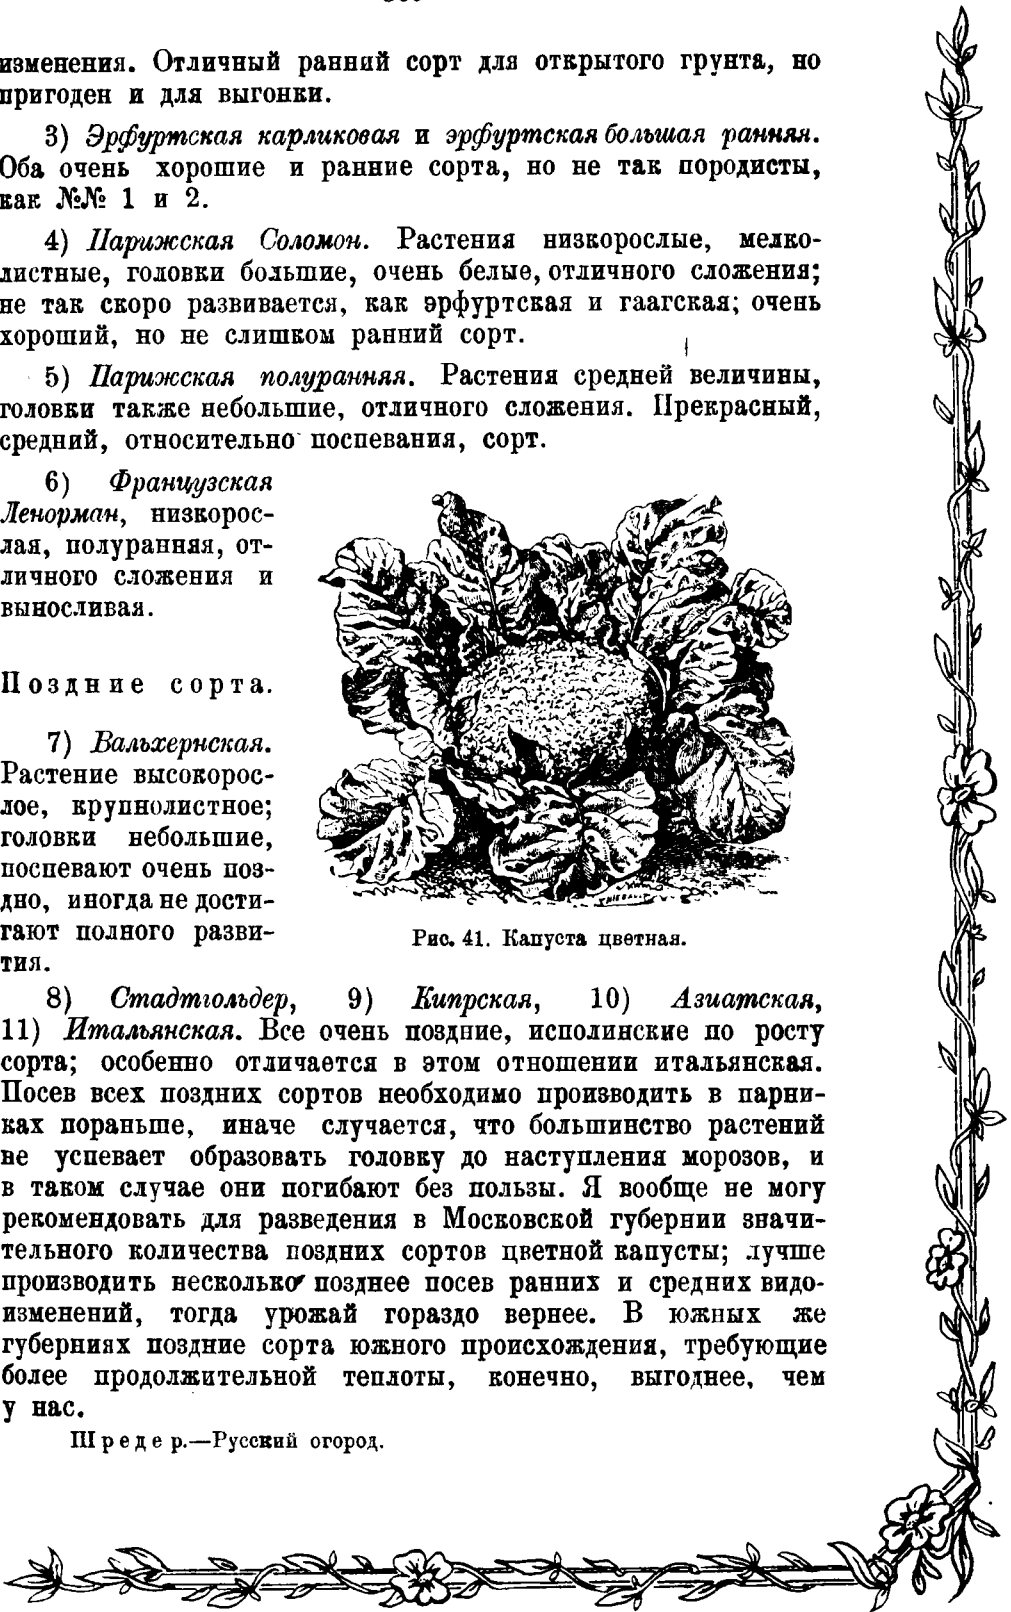 изменения. Отличный ранний сорт для открытого грунта, но
пригоден и для выгонки.
3) Эрфуртская карликовая и эрфуртская большая ранняя.
Оба очень хорошие и ранние сорта, но не так породисты,
как №№ 1 и 2.
4) Парижская Соломон. Растения низкорослые, мелко-
листные, головки большие, очень белые, отличного сложения;
не так скоро развивается, как эрфуртская и гаагская; очень
хороший, но не слишком ранний сорт.
5) Парижская полуранняя. Растения средней величины,
головки также небольшие, отличного сложения. Прекрасный,
средний, относительно поспевания, сорт.
6) Французская
Ленорман, низкорос-
лая, полуранняя, от-
личного сложения и
выносливая.
Поздние сорта.
7) Вальхернская.
Растение высокорос-
лое, крупнолистное;
головки небольшие,
поспевают очень поз-
дно, иногда не дости-
гают полного разви-
тия.
Рис. 41. Капуста цветная.
8) Стадтгольдер, 9) Кипрская, 10) Азиатская,
11) Итальянская. Все очень поздние, исполинские по росту
сорта; особенно отличается в этом отношении итальянская.
Посев всех поздних сортов необходимо производить в парни-
ках пораньше, иначе случается, что большинство растений
не успевает образовать головку до наступления морозов, и
в таком случае они погибают без пользы. Я вообще не могу
рекомендовать для разведения в Московской губернии значи-
тельного количества поздних сортов цветной капусты; лучше
производить несколько позднее посев ранних и средних видо-
изменений, тогда урожай гораздо вернее. В южных же
губерниях поздние сорта южного происхождения, требующие
более продолжительной теплоты, конечно, выгоднее, чем
у нас.
Шредер.—Русский огород.